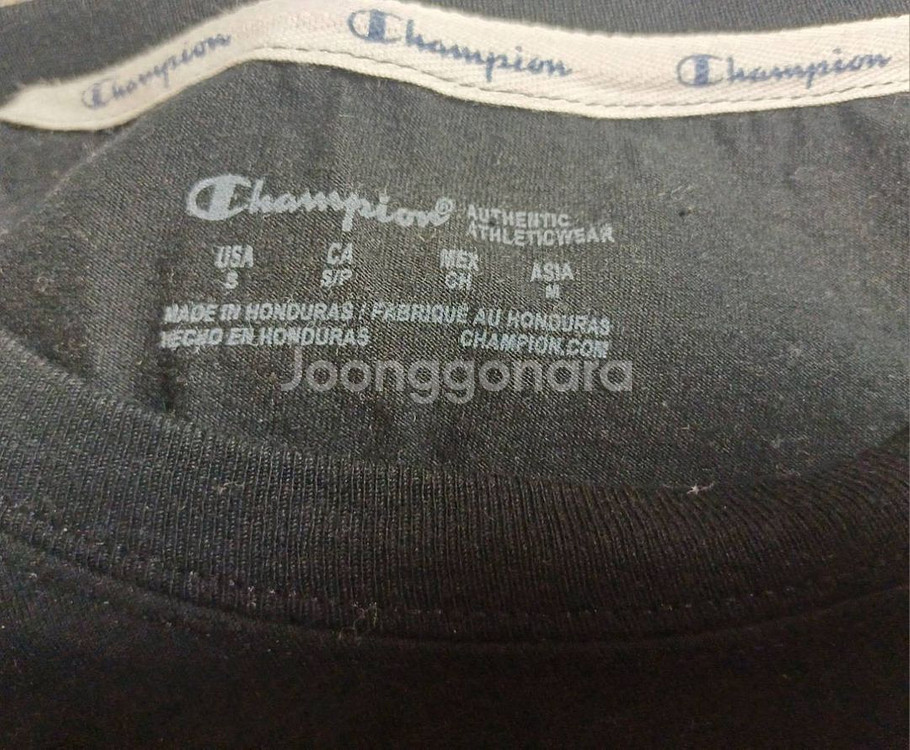 Champion Champion Champion
Champion® AUTHENTIC
ATHLETICWEAR
USA CA MEX ASIA
S S/P CH M
MADE IN HONDURAS / FABRIQUE AU HONDURAS
HECHO EN HONDURAS CHAMPION.COM
Joonggonara